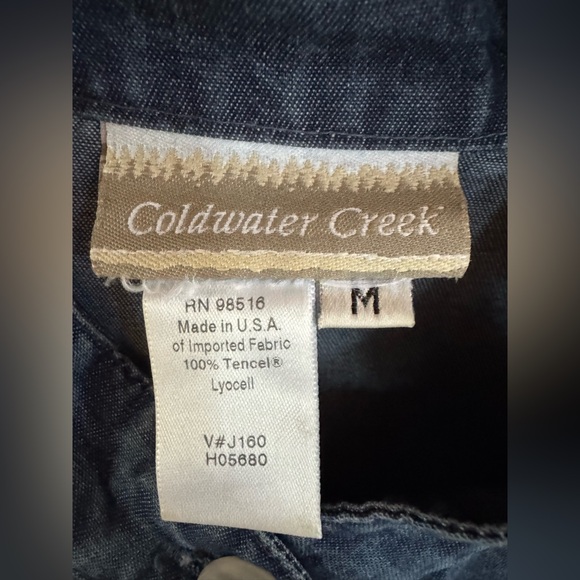 Coldwater Creek
M
RN 98516
Made in U.S.A.
of Imported Fabric
100% Tencel®
Lyocell
V#J160
H05680